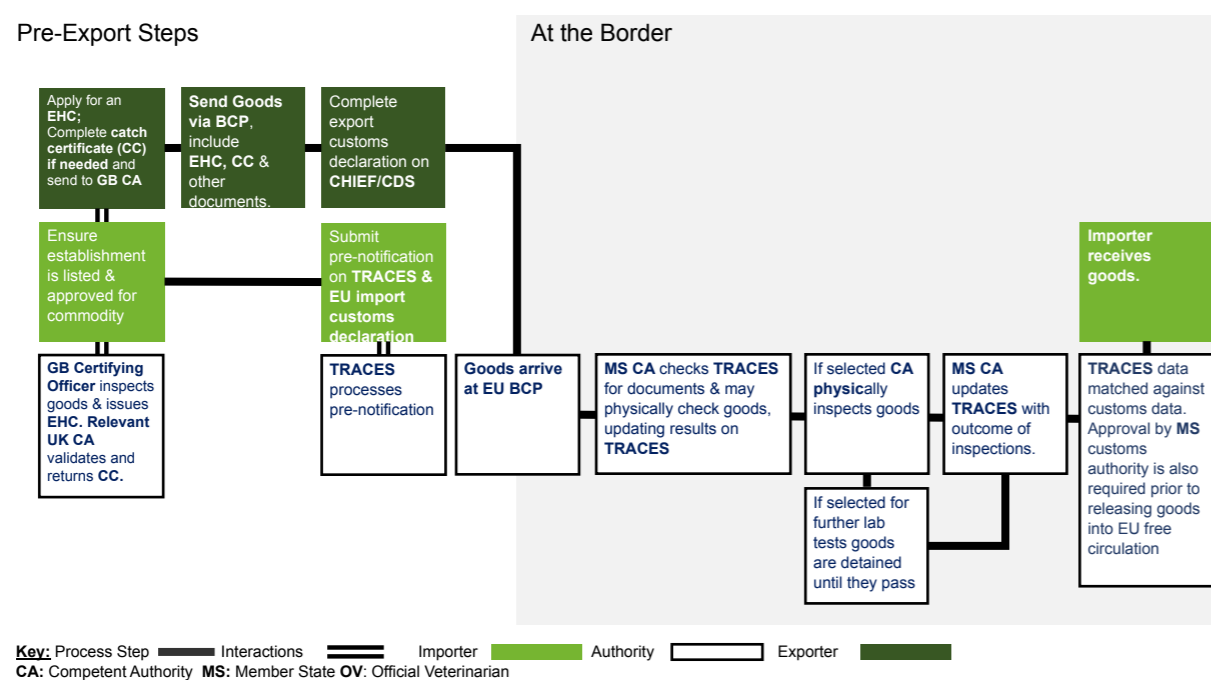 Pre-Export Steps
At the Border
Apply for an
EHC;
Complete catch
certificate (CC)
if needed and
send to GB CA
Send Goods
via BCP,
include
EHC, CC &
other
documents.
Complete
export
customs
declaration on
CHIEF/CDS
Ensure
establishment
is listed &
approved for
commodity
Submit
pre-notification
on TRACES &
EU import
customs
declaration
Importer
receives
goods.
GB Certifying
Officer inspects
goods & issues
EHC. Relevant
UK CA
validates and
returns CC.
TRACES
processes
pre-notification
Goods arrive
at EU BCP
MS CA checks TRACES
for documents & may
physically check goods,
updating results on
TRACES
If selected CA
physically
inspects goods
MS CA
updates
TRACES with
outcome of
inspections.
TRACES data
matched against
customs data.
Approval by MS
customs
authority is also
required prior to
releasing goods
into EU free
circulation
If selected for
further lab
tests goods
are detained
until they pass
Key: Process Step Interactions Importer Authority Exporter
CA: Competent Authority MS: Member State OV: Official Veterinarian